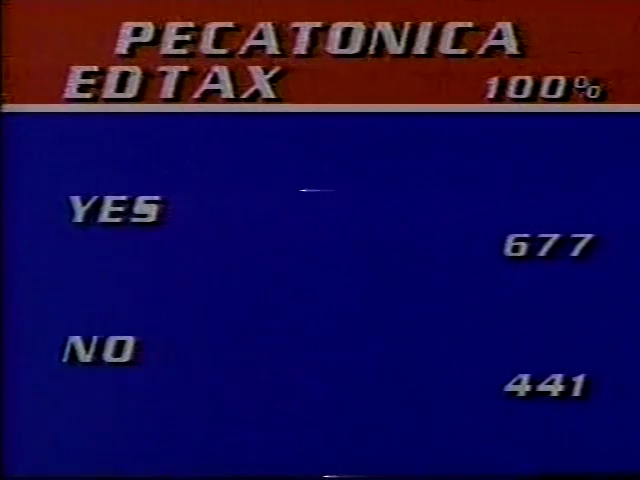 PECATONICA
EDTAX 100%
YES
677
NO
441